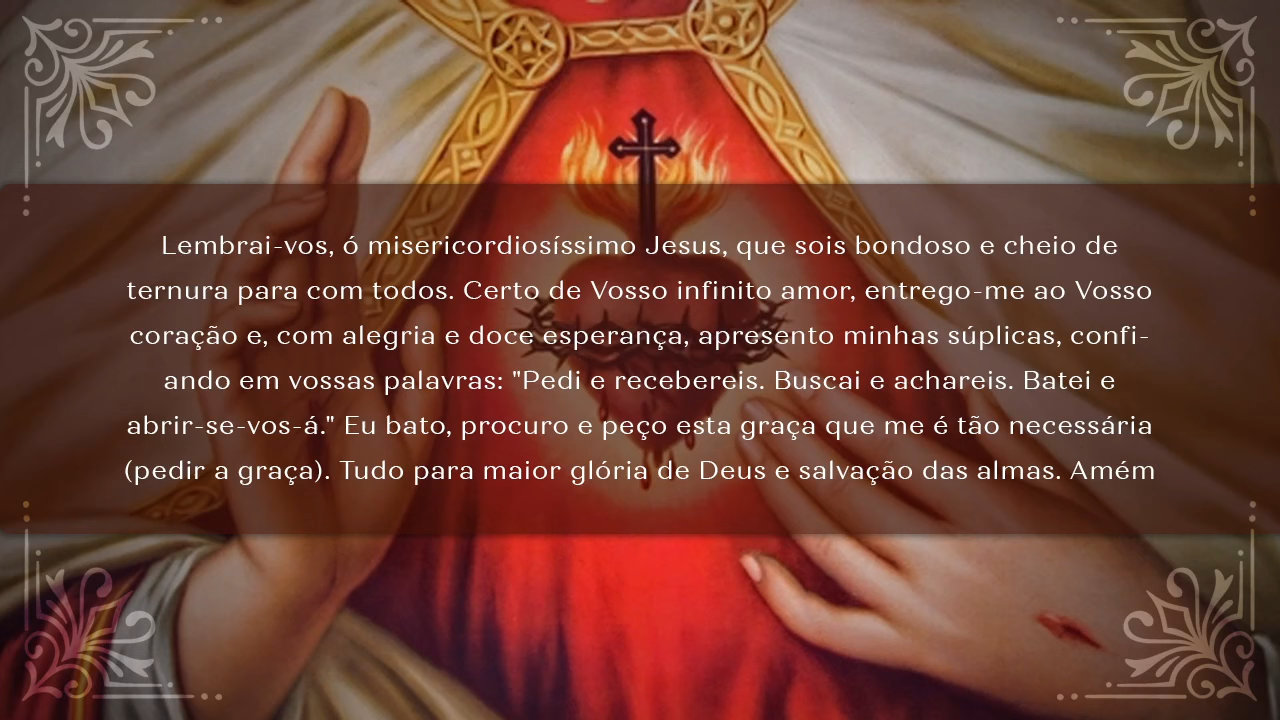 Lembrai-vos, ó misericordiosíssimo Jesus, que sois bondoso e cheio de
ternura para com todos. Certo de Vosso infinito amor, entrego-me ao Vosso
coração e, com alegria e doce esperança, apresento minhas súplicas, confi-
ando em vossas palavras: "Pedi e recebereis. Buscai e achareis. Batei e
abrir-se-vos-á." Eu bato, procuro e peço esta graça que me é tão necessária
(pedir a graça). Tudo para maior glória de Deus e salvação das almas. Amém